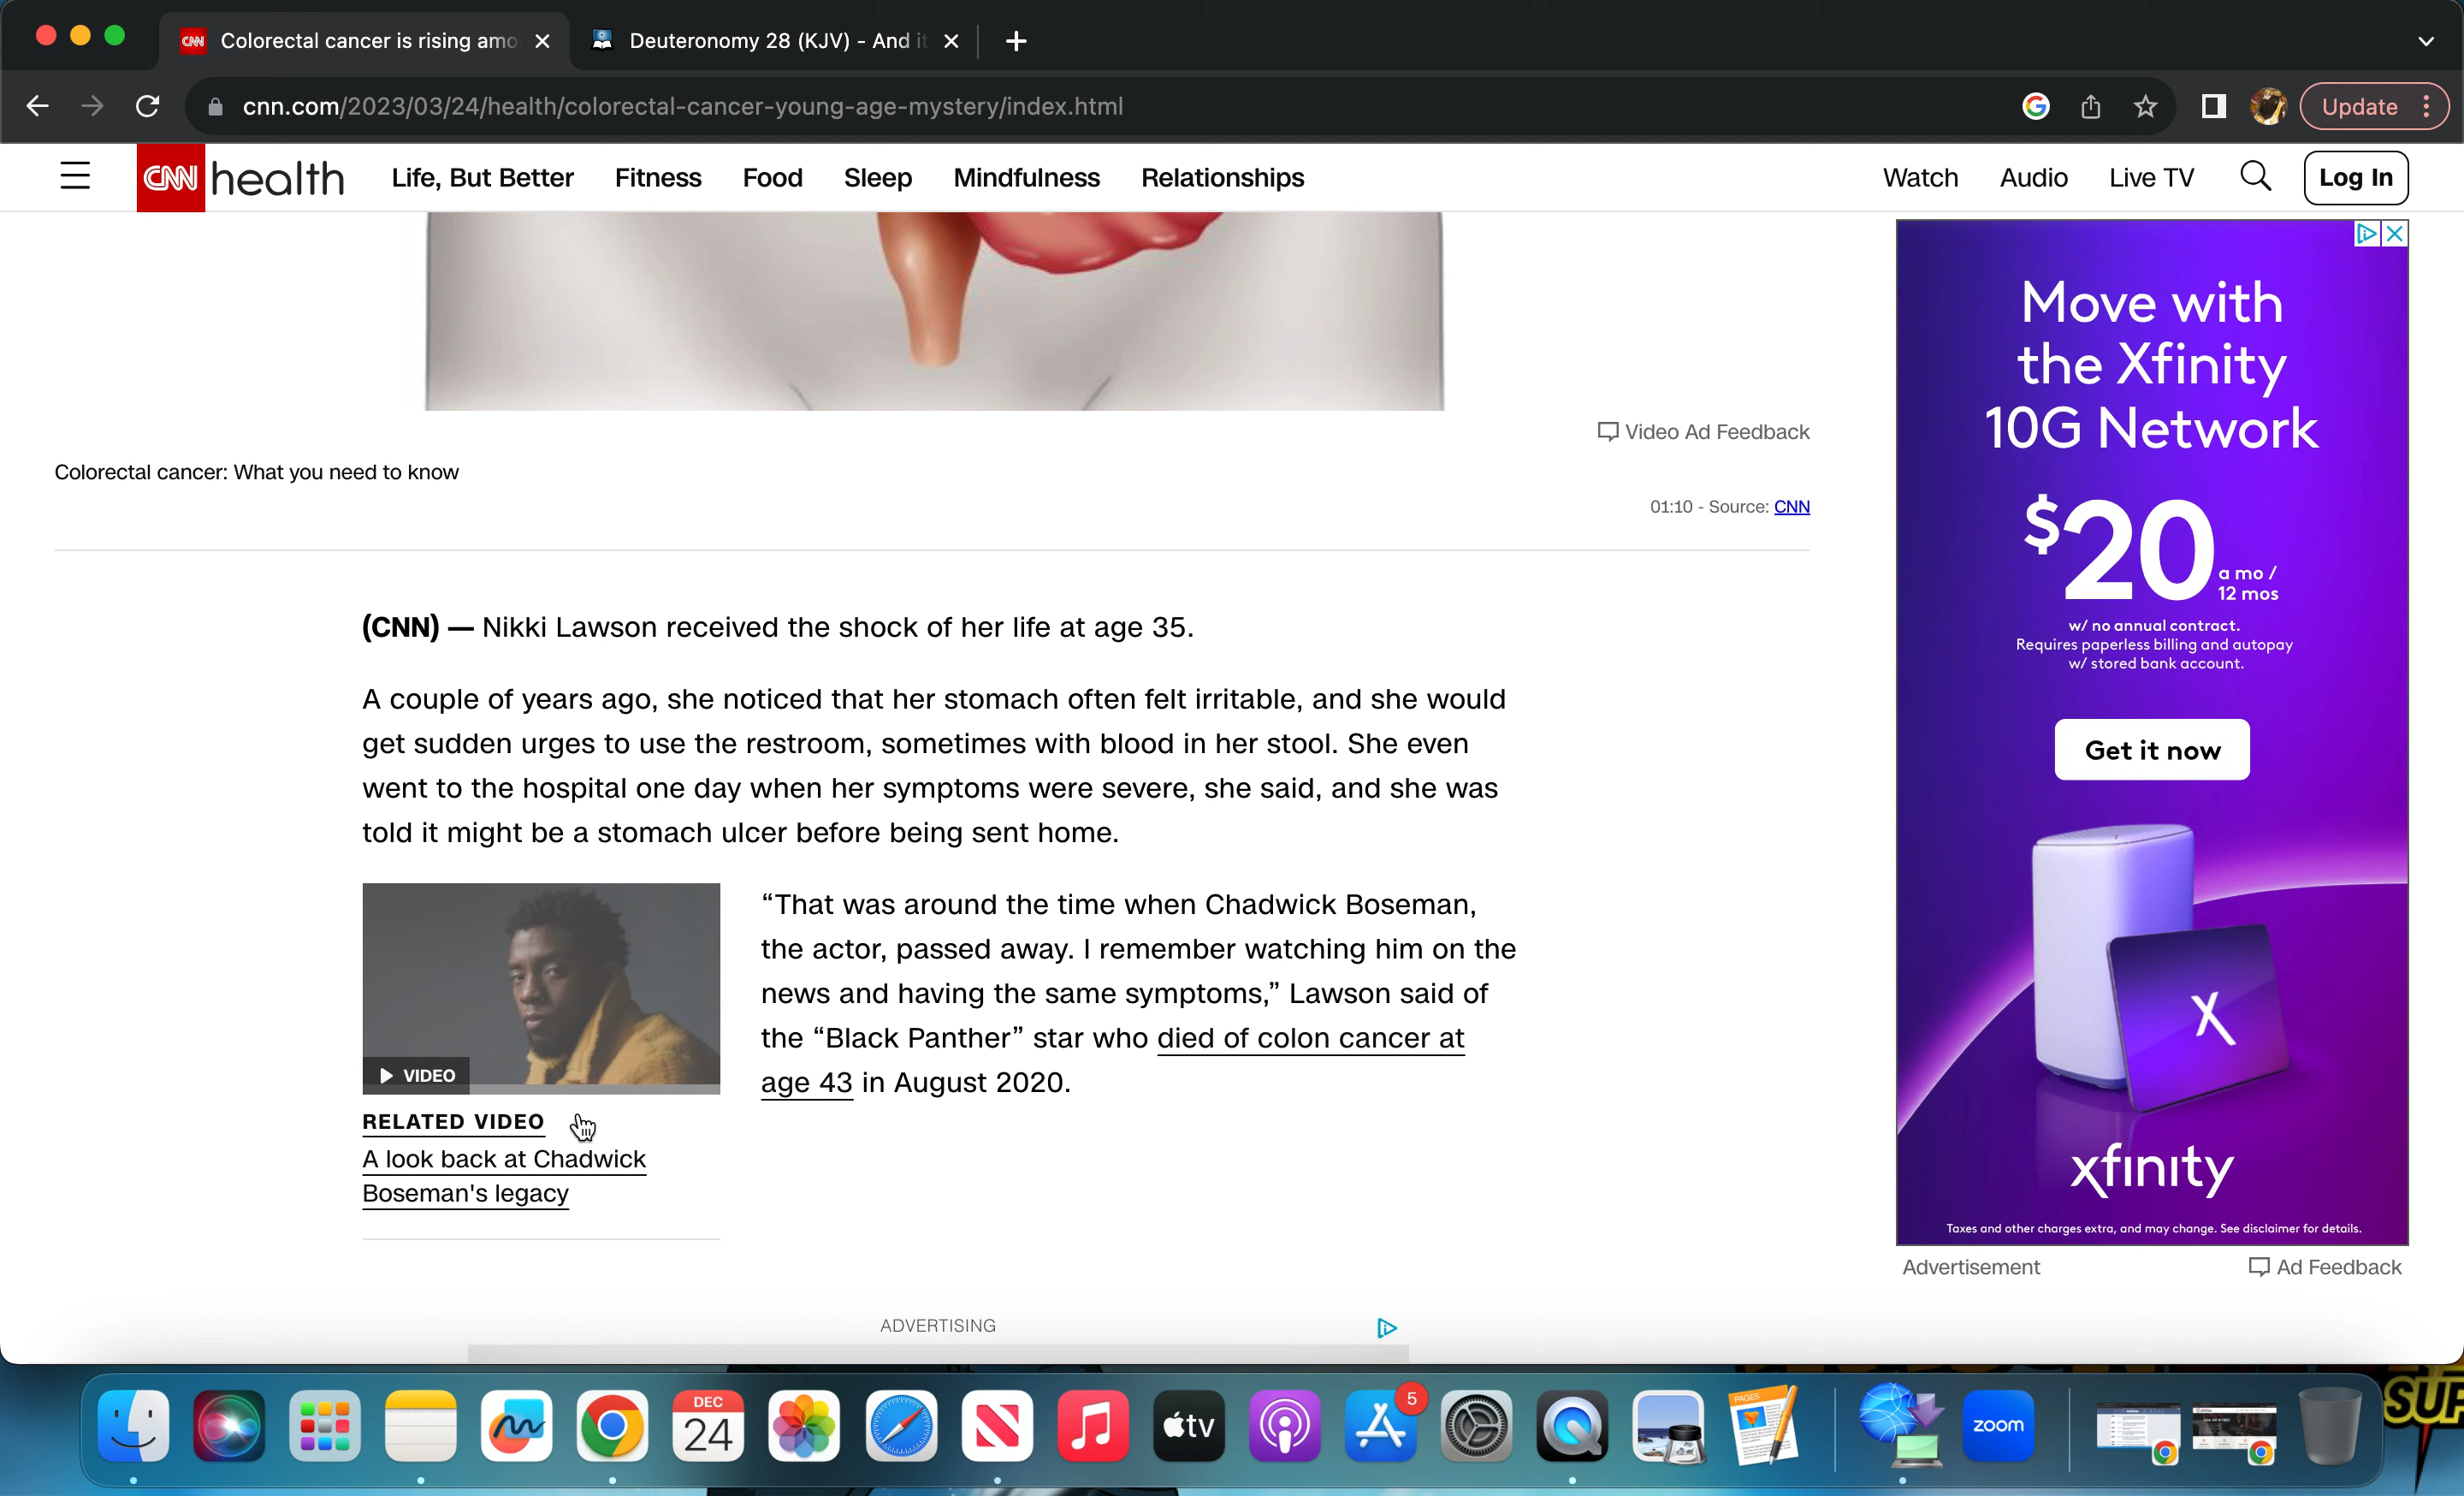 CNN Colorectal cancer is rising amo
Deuteronomy 28 (KJV) - And it
cnn.com/2023/03/24/health/colorectal-cancer-young-age-mystery/index.html
G
Update
CNN health
Life, But Better
Fitness
Food
Sleep
Mindfulness
Relationships
Watch
Audio
Live TV
Log In
Video Ad Feedback
Colorectal cancer: What you need to know
01:10 - Source: CNN
(CNN) — Nikki Lawson received the shock of her life at age 35.
A couple of years ago, she noticed that her stomach often felt irritable, and she would
get sudden urges to use the restroom, sometimes with blood in her stool. She even
went to the hospital one day when her symptoms were severe, she said, and she was
told it might be a stomach ulcer before being sent home.
VIDEO
RELATED VIDEO
A look back at Chadwick
Boseman's legacy
“That was around the time when Chadwick Boseman,
the actor, passed away. I remember watching him on the
news and having the same symptoms,” Lawson said of
the “Black Panther” star who died of colon cancer at
age 43 in August 2020.
ADVERTISING
Move with
the Xfinity
10G Network
$20
a mo /
12 mos
w/ no annual contract.
Requires paperless billing and autopay
w/ stored bank account.
Get it now
X
xfinity
Taxes and other charges extra, and may change. See disclaimer for details.
Advertisement
Ad Feedback
DEC
24
tv
5
PAGES
zoom
SUP